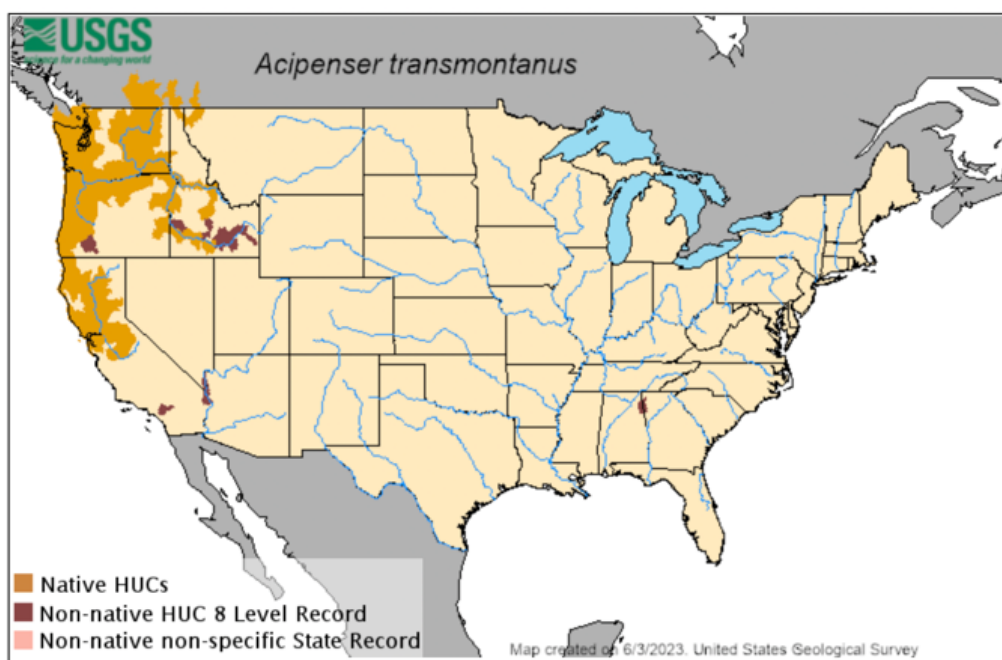 USGS
science for a changing world
Acipenser transmontanus
Native HUCs
Non-native HUC 8 Level Record
Non-native non-specific State Record
Map created on 6/3/2023. United States Geological Survey